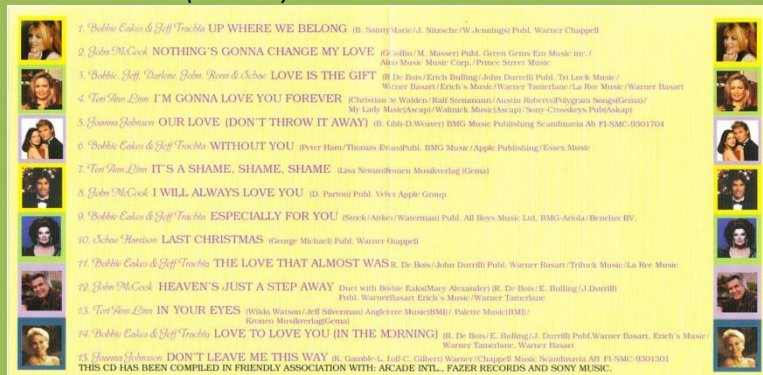 1. Bobbie Eakes & Jeff Trachta UP WHERE WE BELONG (B. SaintyMarie/J. Nitzsche/W.Jennings) Publ. Warner Chappell
2. John McCook NOTHING'S GONNA CHANGE MY LOVE (G.Goffin/M. Masser) Publ. Green Gems Emi Music inc./
Music Music Corp./Prince Street Music
3. Bobbie, Jeff, Darlene, John, Ronn & Schae LOVE IS THE GIFT (R De Bois/Erich Bulling/John Durrell) Publ. Tri Luck Music/
Warner Basart/Erich's Music/Warner Tamerlane/La Ree Music/Warner Basart
4. Teri Ann Linn I'M GONNA LOVE YOU FOREVER (Christian de Walden/Ralf Stemmann/Austin Roberts)Polygram Songs(Gema)/
My Lady Music(Ascap)/Walnick Music(Ascap)/Sony-Crosskeys Pub(Askap)
5. Joanna Johnson OUR LOVE (DON'T THROW IT AWAY) (B. Gibb-D,Weaver) BMG Music Publishing Scandinavia Ab FI-SMC-9301704
6. Bobbie Eakes & Jeff Trachta WITHOUT YOU (Peter Ham/Thomas Evans)Publ. BMG Music/Apple Publishing/Essex Music
7. Teri Ann Linn IT'S A SHAME, SHAME, SHAME (Lisa Nemzo)Kronen Musikverlag (Gema)
8. John McCook I WILL ALWAYS LOVE YOU (D. Parton) Publ. Velvet Apple Group
9. Bobbie Eakes & Jeff Trachta ESPECIALLY FOR YOU (Stock/Aitken/Waterman) Publ. All Boys Music Ltd. BMG-Ariola/Benelux BV.
10. Schae Harrison LAST CHRISTMAS (George Michael) Publ. Warner Chappell
11. Bobbie Eakes & Jeff Trachta THE LOVE THAT ALMOST WAS R. De Bois/John Durrill) Publ. Warner Basart/Triluck Music/La Ree Music
12. John McCook HEAVEN'S JUST A STEP AWAY Duet with Bobbie Eakes(Macy Alexander) (R. De Bois/E. Bulling/J.Durrill)
Publ. WarnerBasart Erich's Music/Warner Tamerlane
13. Teri Ann Linn IN YOUR EYES (Wikki Watson/Jeff Silverman) Angleterre Music(BMI)/ Palette Music(BMI)/
Kronen Musikverlag(Gema)
14. Bobbie Eakes & Jeff Trachta LOVE TO LOVE YOU (IN THE MORNING) (R. De Bois/E. Bulling/J. Durrill) Publ.Warner Basart, Erich's Music/
Warner Tamerlane, Warner Basart
15. Joanna Johnsson DON'T LEAVE ME THIS WAY (K. Gamble-L. Hoff-C. Gilbert) Warner/Chappell Music Scandinavia AB FI-SMC-9301301
THIS CD HAS BEEN COMPILED IN FRIENDLY ASSOCIATION WITH: ARCADE INTL., FAZER RECORDS AND SONY MUSIC.